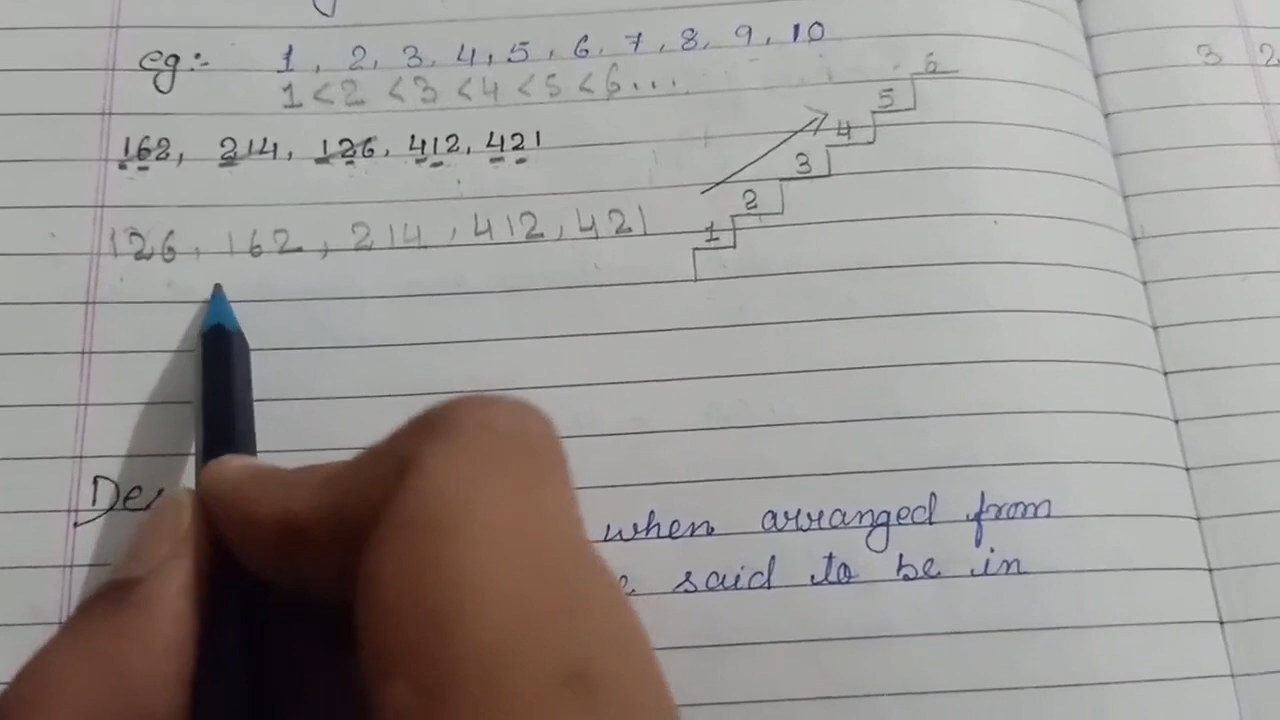 eg:- 1, 2, 3, 4, 5, 6, 7, 8, 9, 10
1 < 2 < 3 < 4 < 5 < 6 ...
162, 214, 126, 412, 421
126, 162, 214, 412, 421
1 2 3 4 5 6
3 2
when arranged from
said to be in